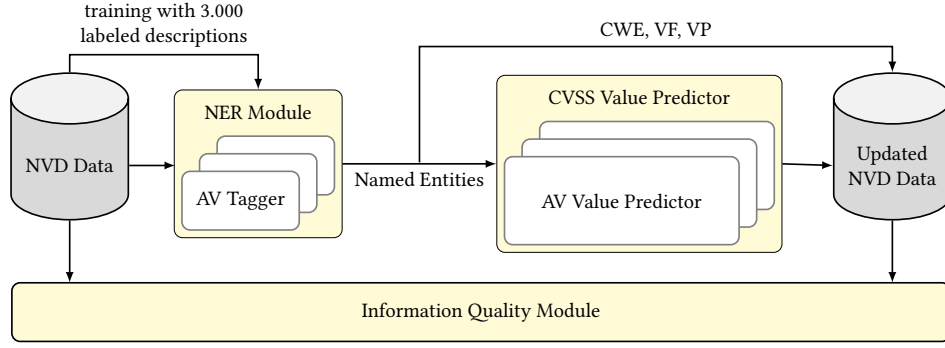 training with 3.000
labeled descriptions
CWE, VF, VP
NER Module
CVSS Value Predictor
NVD Data
AV Tagger
Named Entities
AV Value Predictor
Updated
NVD Data
Information Quality Module